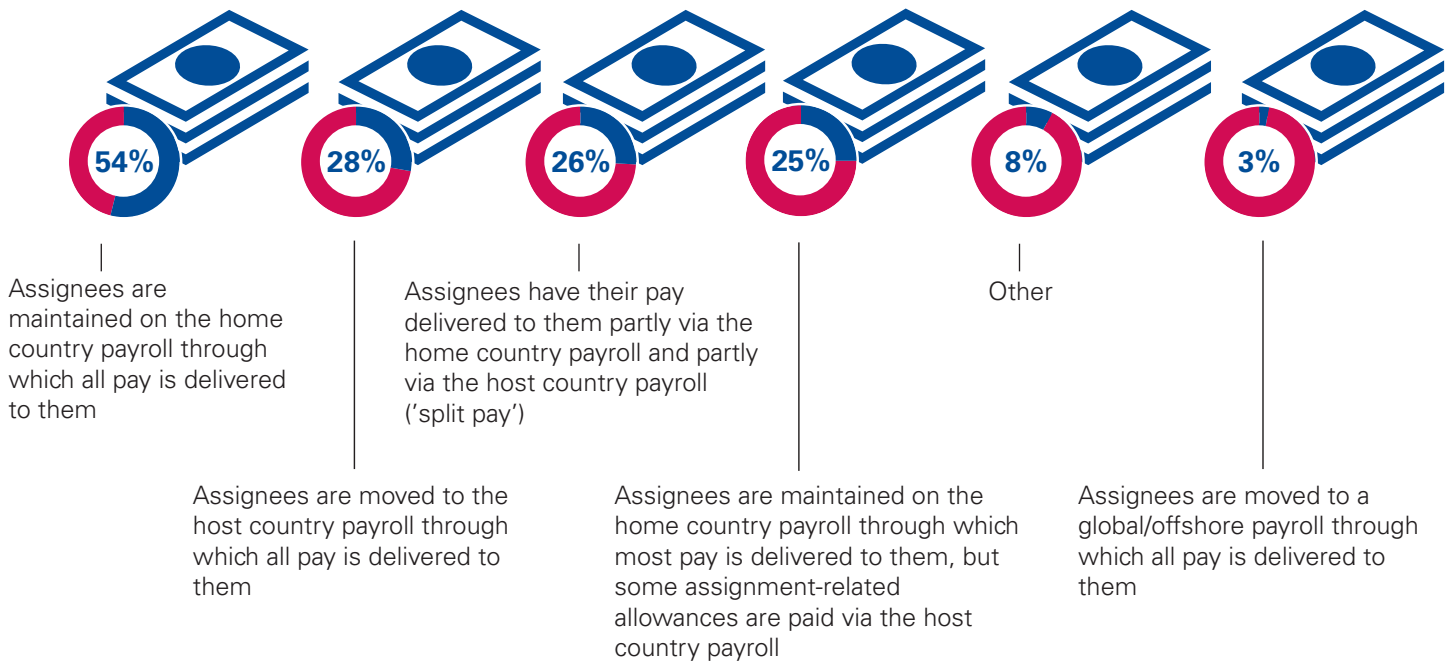 54%
28%
26%
25%
8%
3%
Assignees are
maintained on the home
country payroll through
which all pay is delivered
to them
Assignees are moved to the
host country payroll through
which all pay is delivered to
them
Assignees have their pay
delivered to them partly via the
home country payroll and partly
via the host country payroll
('split pay')
Assignees are maintained on the
home country payroll through which
most pay is delivered to them, but
some assignment-related
allowances are paid via the host
country payroll
Other
Assignees are moved to a
global/offshore payroll through
which all pay is delivered to
them